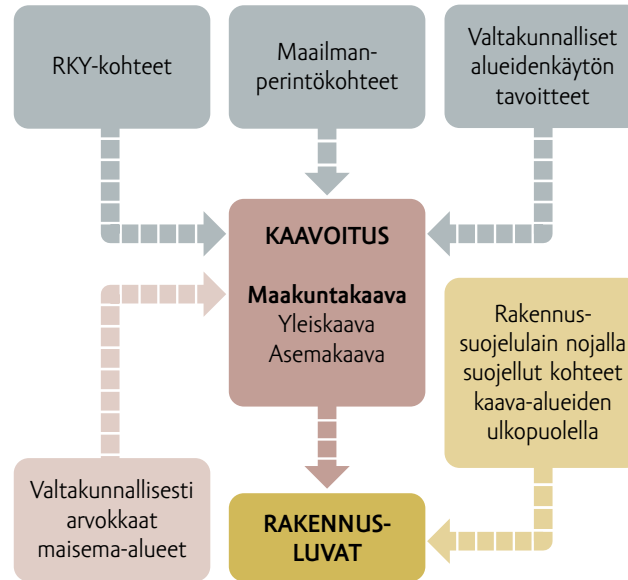 RKY-kohteet
Maailman-
perintökohteet
Valtakunnalliset
alueidenkäytön
tavoitteet
KAAVOITUS
Maakuntakaava
Yleiskaava
Asemakaava
Rakennus-
suojelulain nojalla
suojellut kohteet
kaava-alueiden
ulkopuolella
Valtakunnallisesti
arvokkaat
maisema-alueet
RAKENNUS-
LUVAT